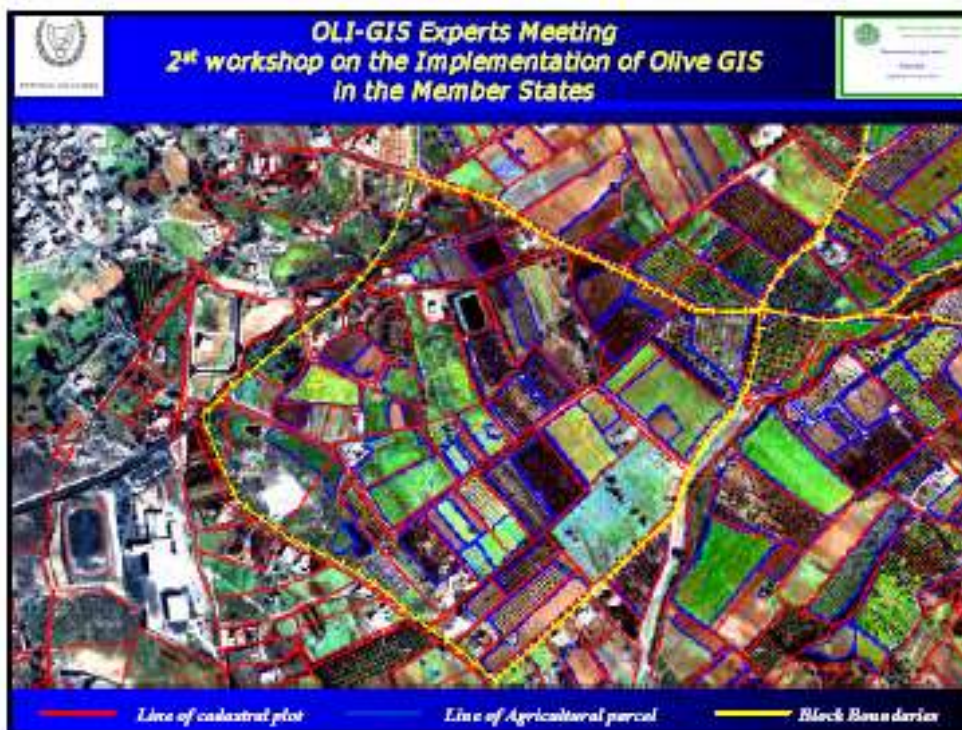 OLI-GIS Experts Meeting
2st workshop on the Implementation of Olive GIS
in the Member States
Line of cadastral plot
Line of Agricultural parcel
Block Boundaries